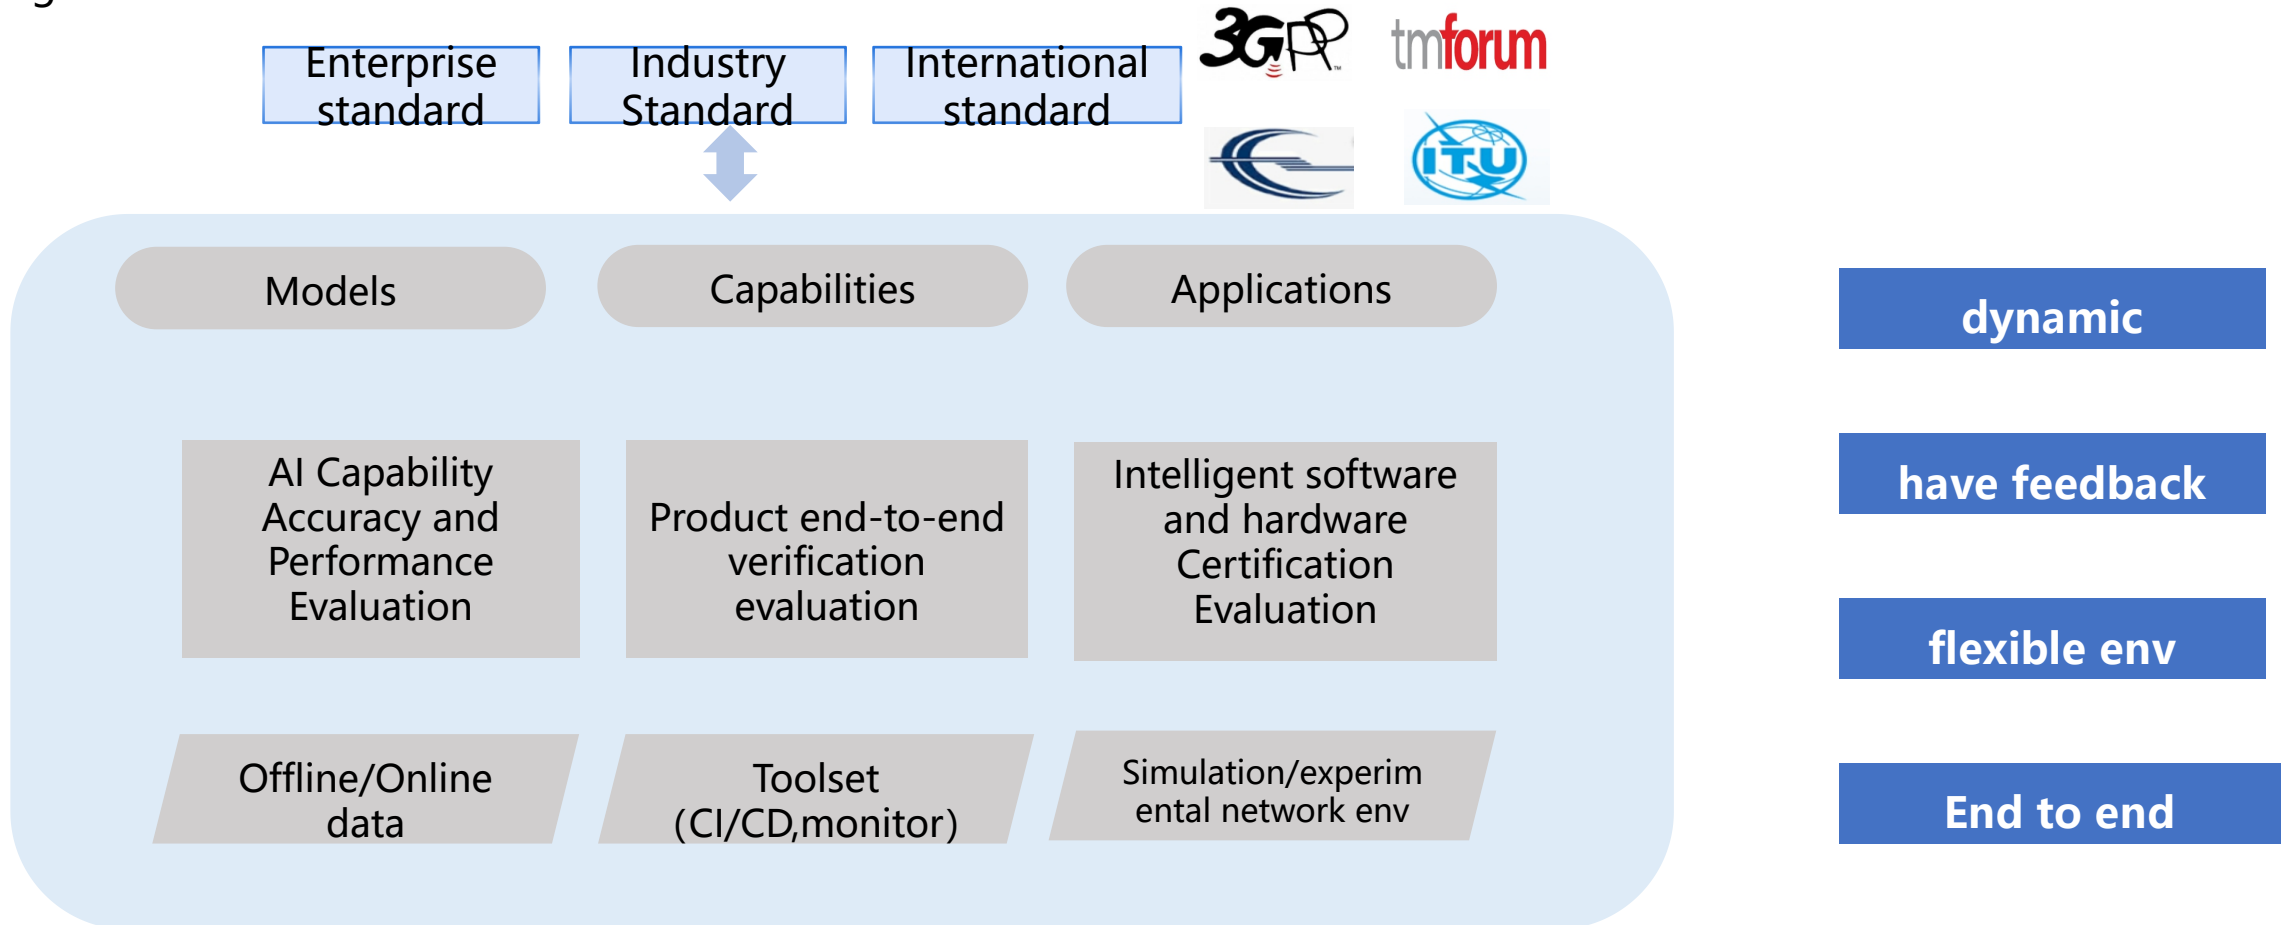 Enterprise
standard
Industry
Standard
International
standard
3GPP
TM
tmforum
ITU
Models
Capabilities
Applications
AI Capability
Accuracy and
Performance
Evaluation
Product end-to-end
verification
evaluation
Intelligent software
and hardware
Certification
Evaluation
Offline/Online
data
Toolset
(CI/CD,monitor)
Simulation/experim
ental network env
dynamic
have feedback
flexible env
End to end